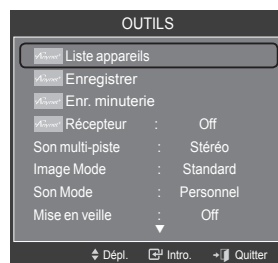 OUTILS
Liste appareils
Enregistrer
Enr. minuterie
Récepteur : Off
Son multi-piste : Stéréo
Image Mode : Standard
Son Mode : Personnel
Mise en veille : Off
Dépl. Intro. Quitter